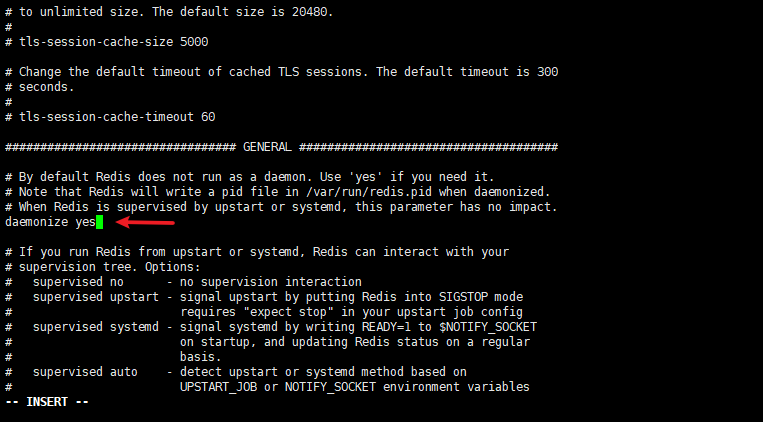 # to unlimited size. The default size is 20480.
#
# tls-session-cache-size 5000
# Change the default timeout of cached TLS sessions. The default timeout is 300
# seconds.
#
# tls-session-cache-timeout 60
################################# GENERAL #####################################
# By default Redis does not run as a daemon. Use 'yes' if you need it.
# Note that Redis will write a pid file in /var/run/redis.pid when daemonized.
# When Redis is supervised by upstart or systemd, this parameter has no impact.
daemonize yes
# If you run Redis from upstart or systemd, Redis can interact with your
# supervision tree. Options:
#   supervised no      - no supervision interaction
#   supervised upstart - signal upstart by putting Redis into SIGSTOP mode
#                        requires "expect stop" in your upstart job config
#   supervised systemd - signal systemd by writing READY=1 to $NOTIFY_SOCKET
#                        on startup, and updating Redis status on a regular
#                        basis.
#   supervised auto    - detect upstart or systemd method based on
#                        UPSTART_JOB or NOTIFY_SOCKET environment variables
-- INSERT --